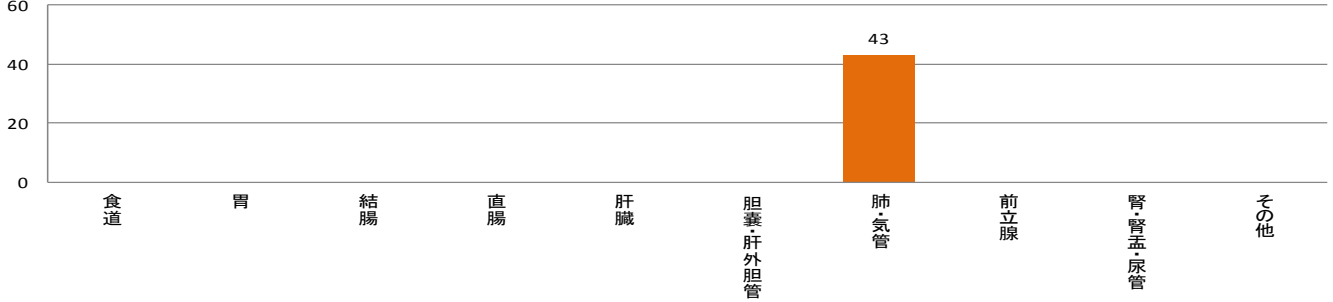 60
43
40
20
0
食道
胃
結腸
直腸
肝臓
胆嚢・肝外胆管
肺・気管
前立腺
腎・腎盂・尿管
その他